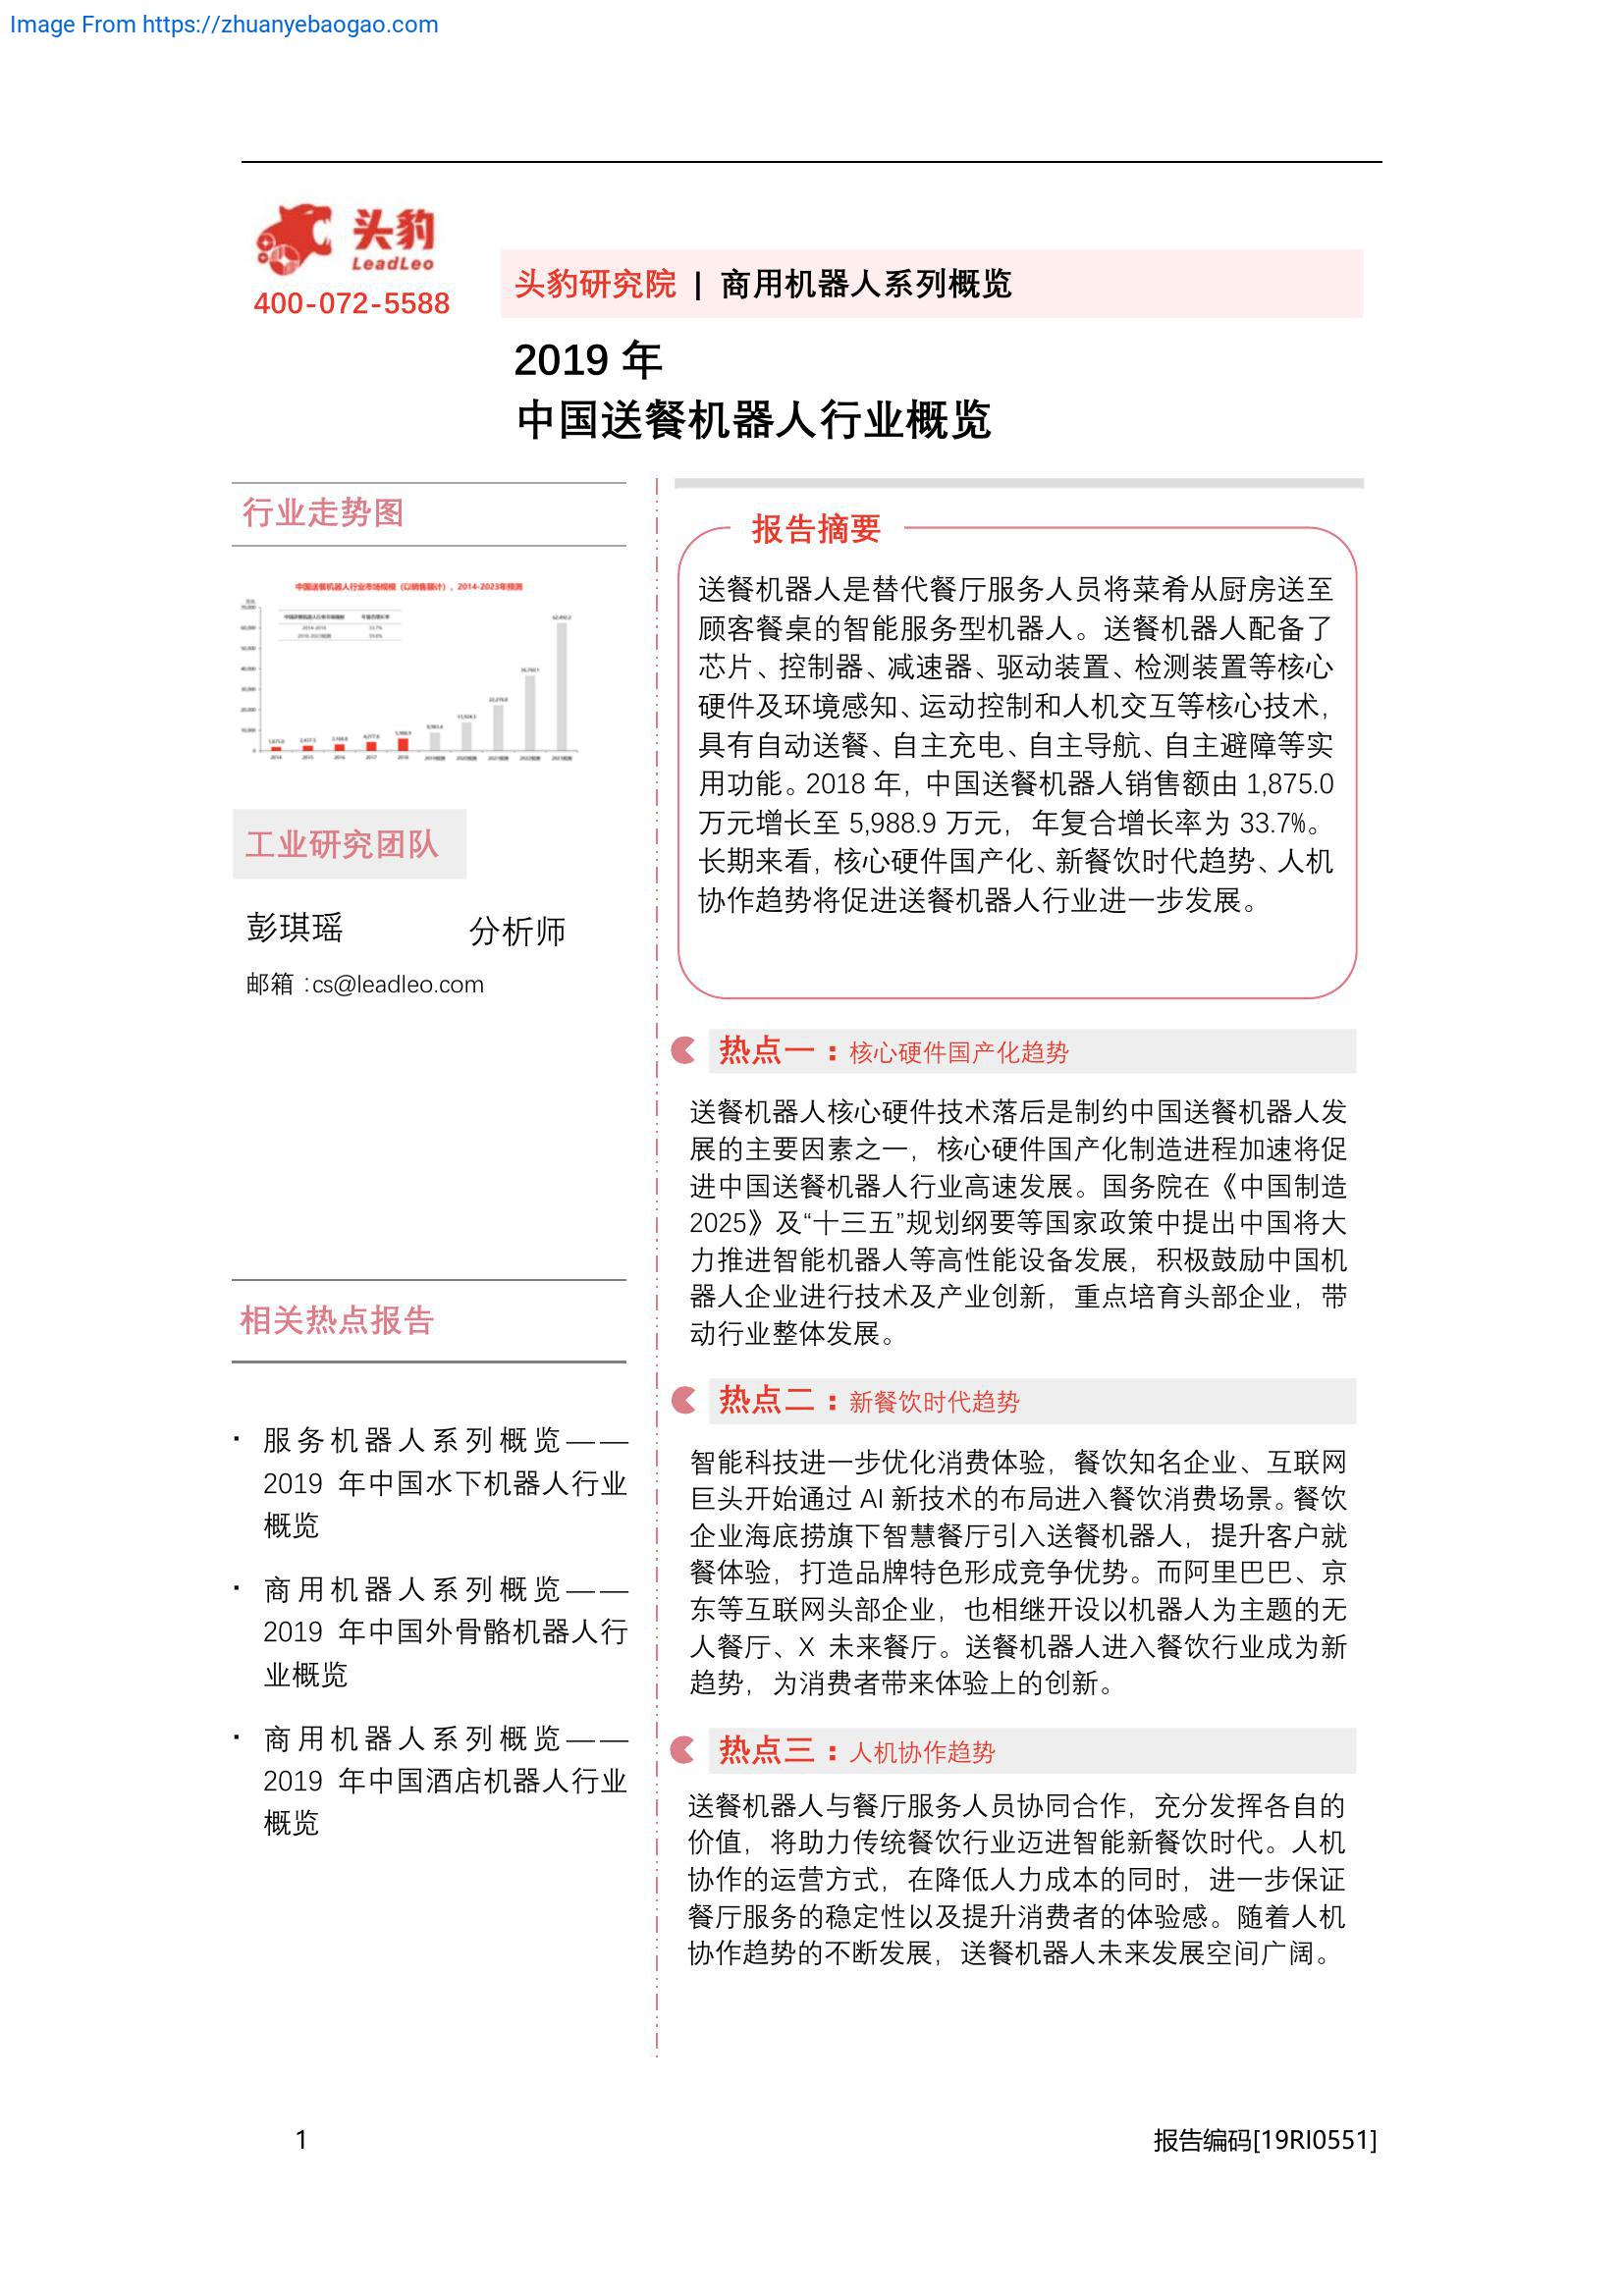 Image From https://zhuanyebaogao.com
头豹
LeadLeo
400-072-5588
头豹研究院 | 商用机器人系列概览
2019 年
中国送餐机器人行业概览
行业走势图
中国送餐机器人行业市场规模（以销售额计），2014-2023年预测
工业研究团队
彭琪瑶 分析师
邮箱：cs@leadleo.com
相关热点报告
· 服务机器人系列概览——
2019 年中国水下机器人行业
概览
· 商用机器人系列概览——
2019 年中国外骨骼机器人行
业概览
· 商用机器人系列概览——
2019 年中国酒店机器人行业
概览
报告摘要
送餐机器人是替代餐厅服务人员将菜肴从厨房送至
顾客餐桌的智能服务型机器人。送餐机器人配备了
芯片、控制器、减速器、驱动装置、检测装置等核心
硬件及环境感知、运动控制和人机交互等核心技术，
具有自动送餐、自主充电、自主导航、自主避障等实
用功能。2018 年，中国送餐机器人销售额由 1,875.0
万元增长至 5,988.9 万元，年复合增长率为 33.7%。
长期来看，核心硬件国产化、新餐饮时代趋势、人机
协作趋势将促进送餐机器人行业进一步发展。
热点一：核心硬件国产化趋势
送餐机器人核心硬件技术落后是制约中国送餐机器人发
展的主要因素之一，核心硬件国产化制造进程加速将促
进中国送餐机器人行业高速发展。国务院在《中国制造
2025》及“十三五”规划纲要等国家政策中提出中国将大
力推进智能机器人等高性能设备发展，积极鼓励中国机
器人企业进行技术及产业创新，重点培育头部企业，带
动行业整体发展。
热点二：新餐饮时代趋势
智能科技进一步优化消费体验，餐饮知名企业、互联网
巨头开始通过 AI 新技术的布局进入餐饮消费场景。餐饮
企业海底捞旗下智慧餐厅引入送餐机器人，提升客户就
餐体验，打造品牌特色形成竞争优势。而阿里巴巴、京
东等互联网头部企业，也相继开设以机器人为主题的无
人餐厅、X 未来餐厅。送餐机器人进入餐饮行业成为新
趋势，为消费者带来体验上的创新。
热点三：人机协作趋势
送餐机器人与餐厅服务人员协同合作，充分发挥各自的
价值，将助力传统餐饮行业迈进智能新餐饮时代。人机
协作的运营方式，在降低人力成本的同时，进一步保证
餐厅服务的稳定性以及提升消费者的体验感。随着人机
协作趋势的不断发展，送餐机器人未来发展空间广阔。
1
报告编码[19RI0551]